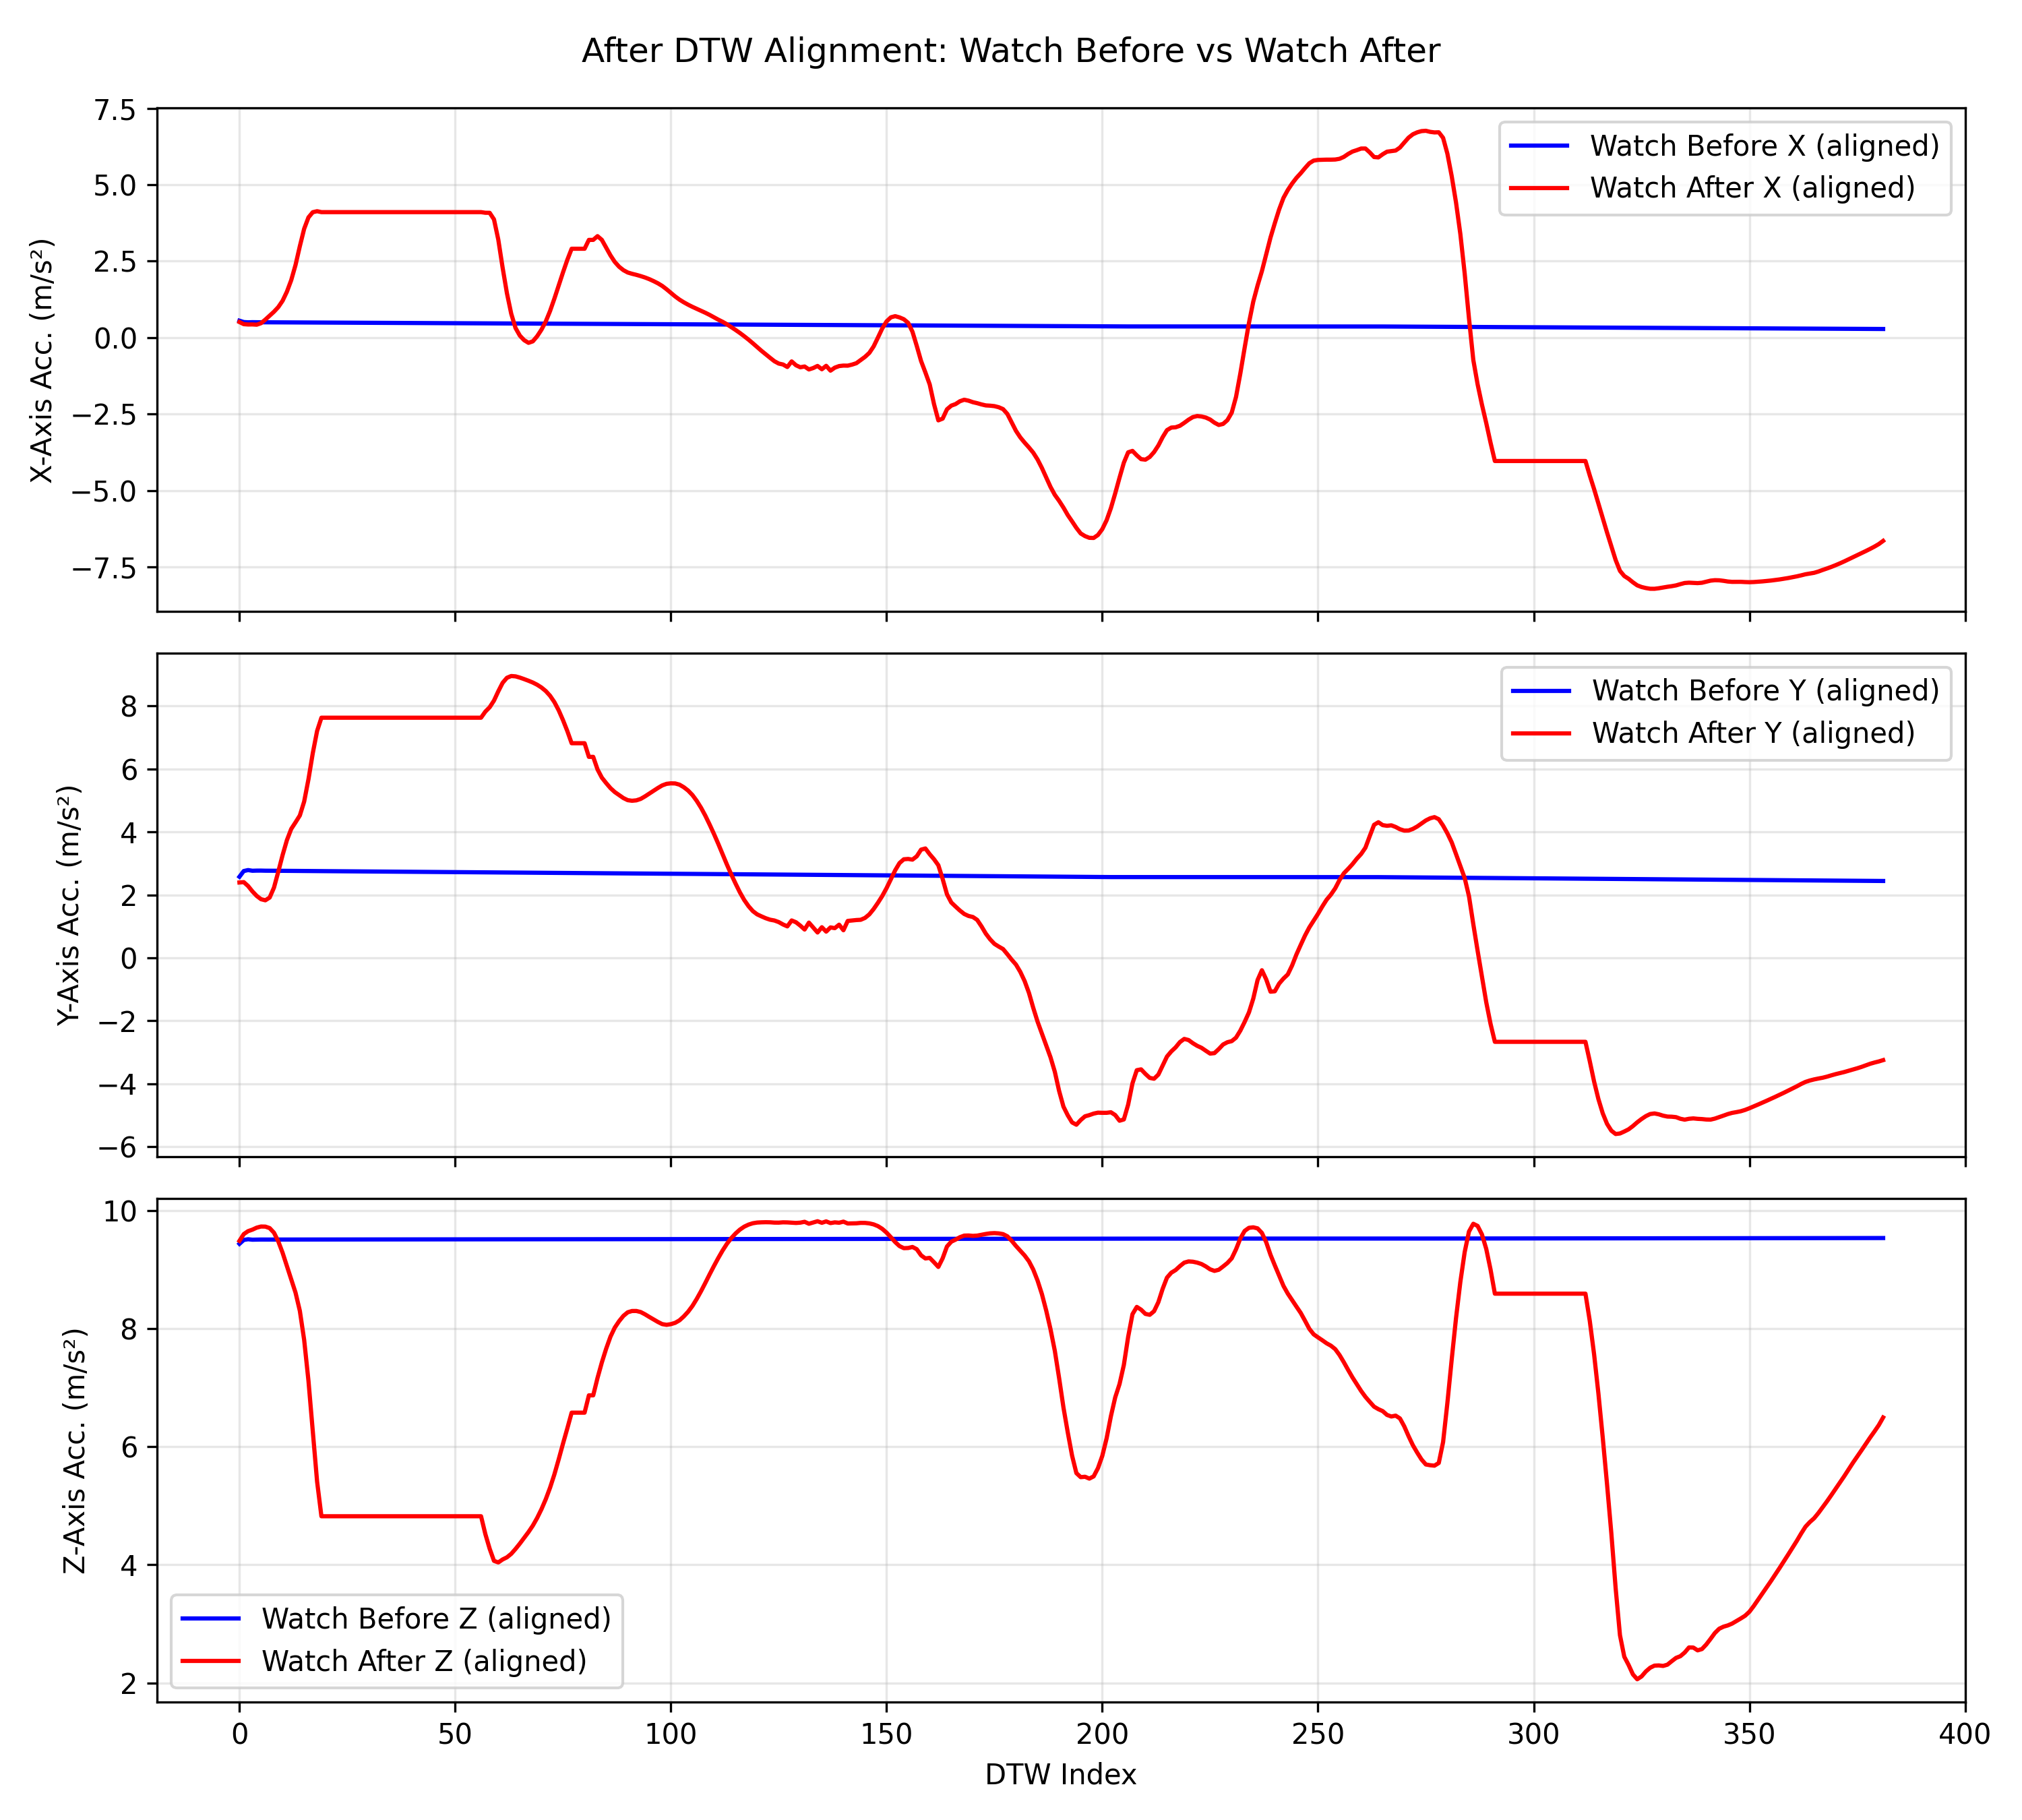 After DTW Alignment: Watch Before vs Watch After
7.5
5.0
2.5
0.0
−2.5
−5.0
−7.5
X-Axis Acc. (m/s²)
Watch Before X (aligned)
Watch After X (aligned)
8
6
4
2
0
−2
−4
−6
Y-Axis Acc. (m/s²)
Watch Before Y (aligned)
Watch After Y (aligned)
10
8
6
4
2
Z-Axis Acc. (m/s²)
Watch Before Z (aligned)
Watch After Z (aligned)
0 50 100 150 200 250 300 350 400
DTW Index